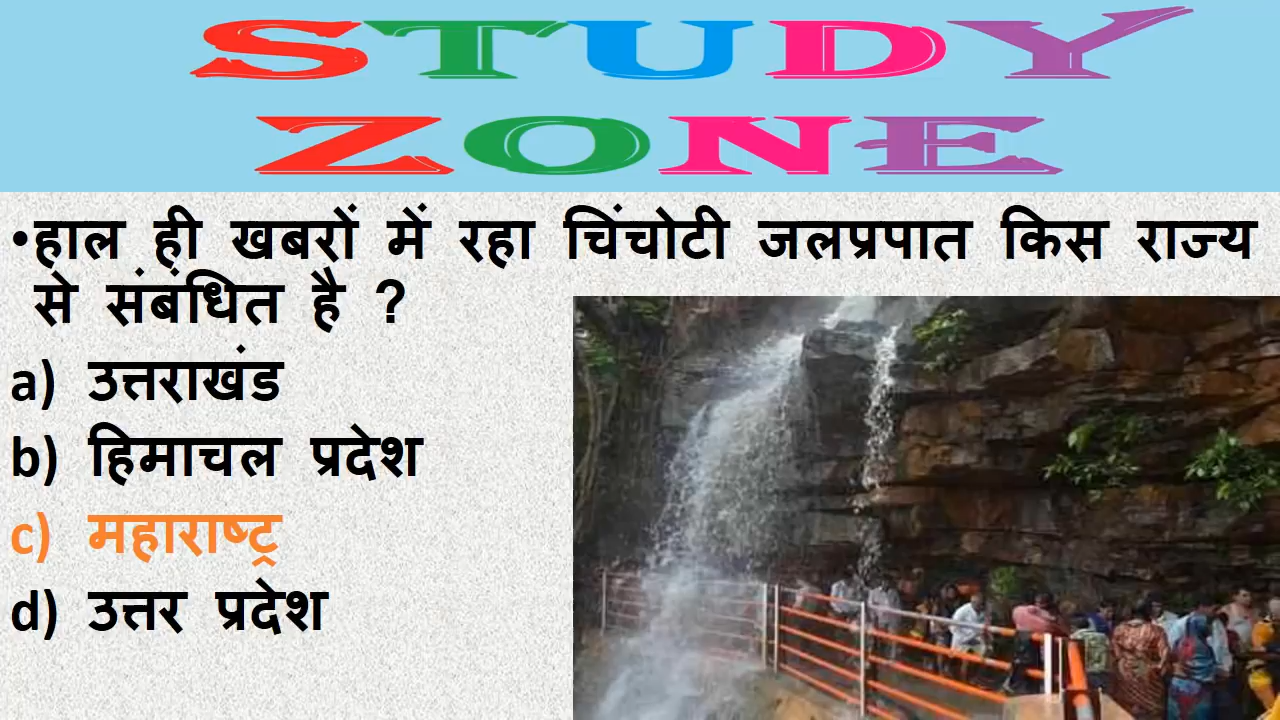 STUDY
ZONE
•हाल ही खबरों में रहा चिंचोटी जलप्रपात किस राज्य
से संबंधित है ?
a) उत्तराखंड
b) हिमाचल प्रदेश
c) महाराष्ट्र
d) उत्तर प्रदेश